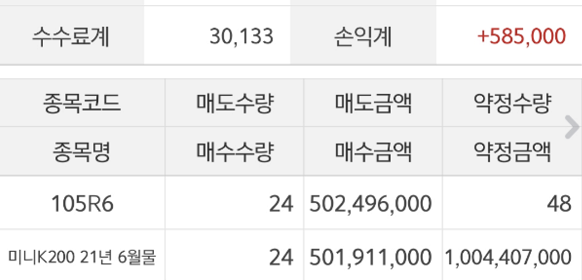 수수료계 30,133 손익계 +585,000
종목코드 매도수량 매도금액 약정수량
종목명 매수수량 매수금액 약정금액
105R6 24 502,496,000 48
미니K200 21년 6월물 24 501,911,000 1,004,407,000